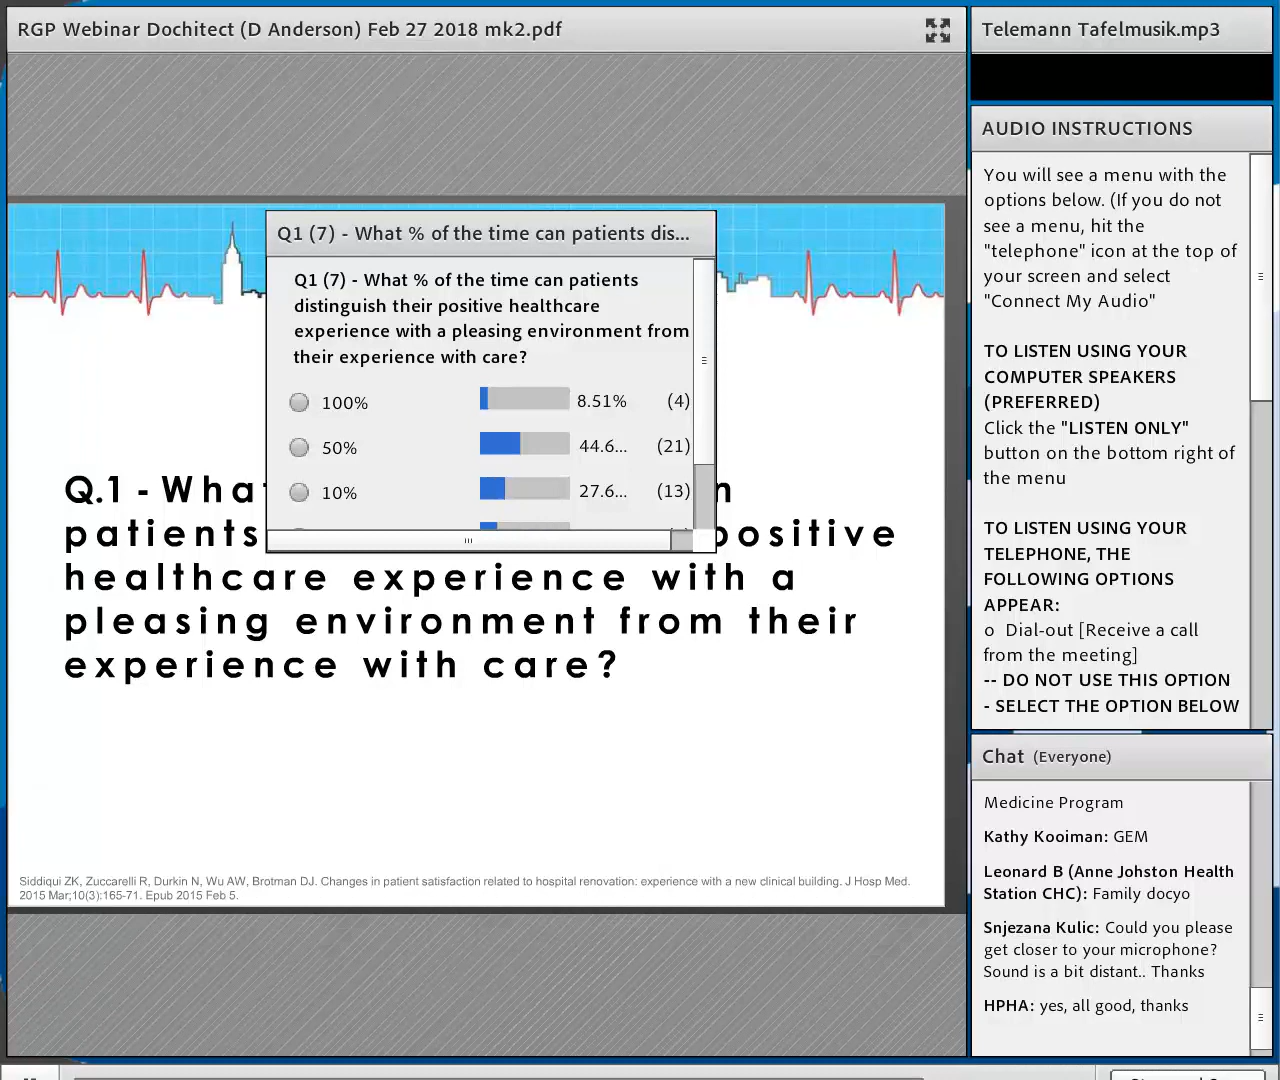 RGP Webinar Dochitect (D Anderson) Feb 27 2018 mk2.pdf
Q1 (7) - What % of the time can patients dis...
Q1 (7) - What % of the time can patients
distinguish their positive healthcare
experience with a pleasing environment from
their experience with care?
100% 8.51% (4)
50% 44.6... (21)
10% 27.6... (13)
Q.1 - What
patients positive
healthcare experience with a
pleasing environment from their
experience with care?
Siddiqui ZK, Zuccarelli R, Durkin N, Wu AW, Brotman DJ. Changes in patient satisfaction related to hospital renovation: experience with a new clinical building. J Hosp Med.
2015 Mar;10(3):165-71. Epub 2015 Feb 5.
Telemann Tafelmusik.mp3
AUDIO INSTRUCTIONS
You will see a menu with the
options below. (If you do not
see a menu, hit the
"telephone" icon at the top of
your screen and select
"Connect My Audio"
TO LISTEN USING YOUR
COMPUTER SPEAKERS
(PREFERRED)
Click the "LISTEN ONLY"
button on the bottom right of
the menu
TO LISTEN USING YOUR
TELEPHONE, THE
FOLLOWING OPTIONS
APPEAR:
o Dial-out [Receive a call
from the meeting]
-- DO NOT USE THIS OPTION
- SELECT THE OPTION BELOW
Chat (Everyone)
Medicine Program
Kathy Kooiman: GEM
Leonard B (Anne Johston Health
Station CHC): Family docyo
Snjezana Kulic: Could you please
get closer to your microphone?
Sound is a bit distant.. Thanks
HPHA: yes, all good, thanks